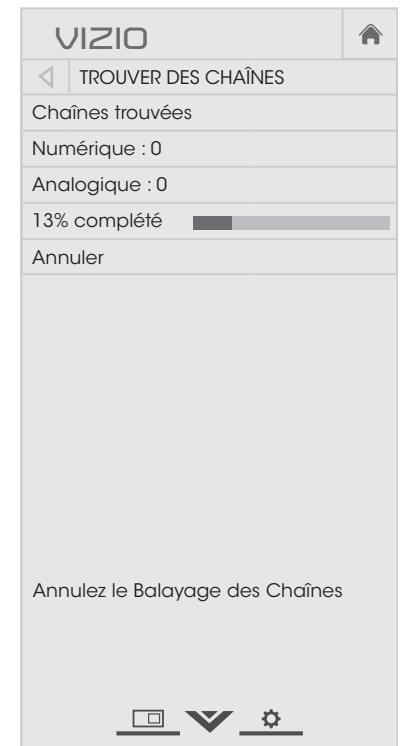 VIZIO
TROUVER DES CHAÎNES
Chaînes trouvées
Numérique : 0
Analogique : 0
13% complété
Annuler
Annulez le Balayage des Chaînes